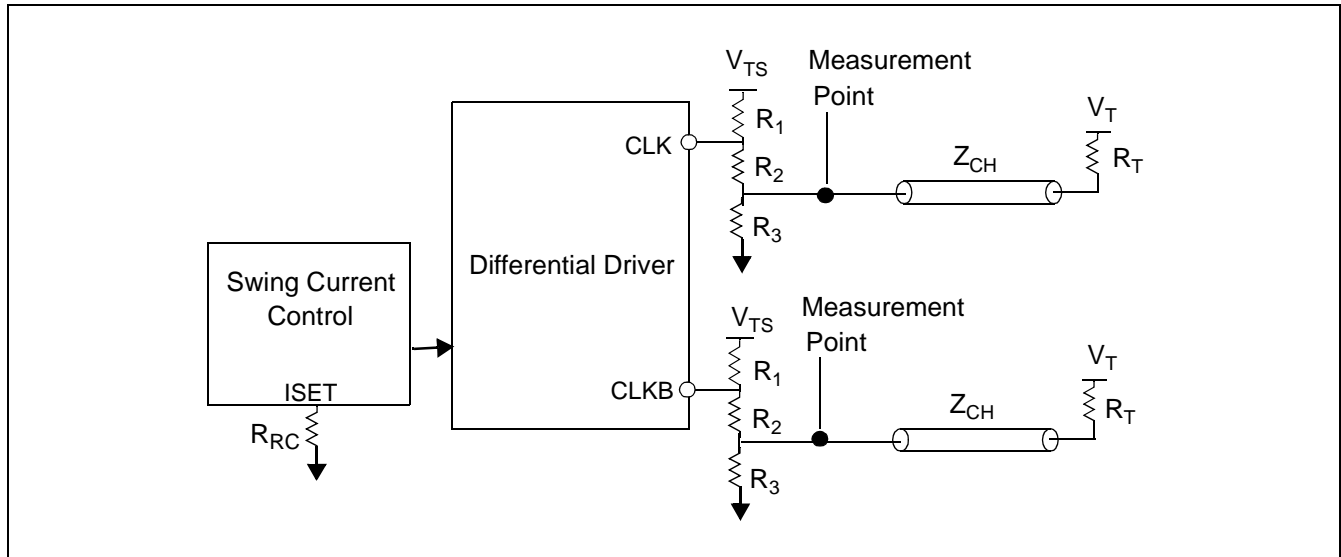 V_TS
Measurement
Point
R_1
V_T
CLK
R_2
Z_CH
R_T
R_3
Differential Driver
Swing Current
Control
Measurement
Point
V_TS
R_1
V_T
ISET
CLKB
R_2
Z_CH
R_T
R_RC
R_3